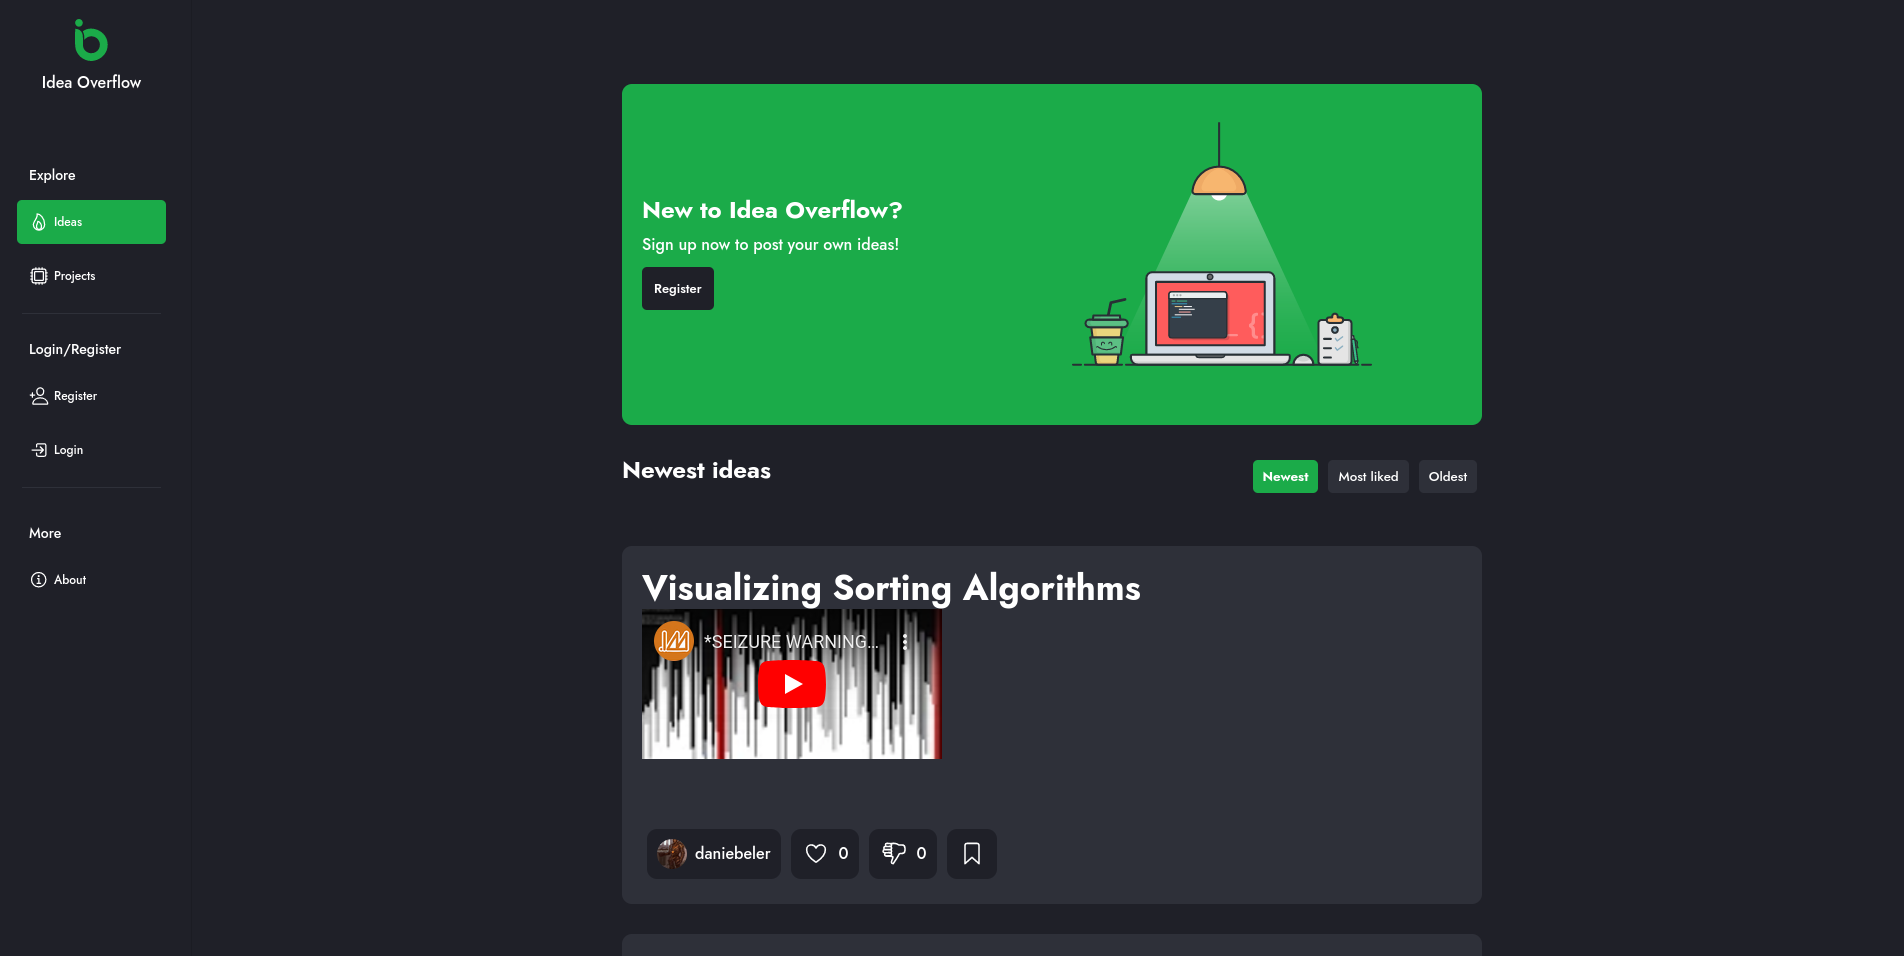 Idea Overflow
Explore
Ideas
Projects
Login/Register
Register
Login
More
About
New to Idea Overflow?
Sign up now to post your own ideas!
Register
Newest ideas
Newest
Most liked
Oldest
Visualizing Sorting Algorithms
*SEIZURE WARNING...
daniebeler
0
0